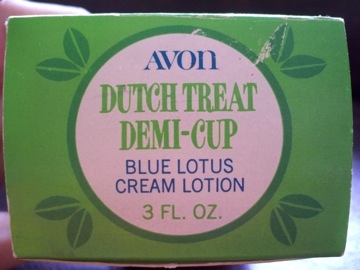 AVON
DUTCH TREAT
DEMI-CUP
BLUE LOTUS
CREAM LOTION
3 FL. OZ.